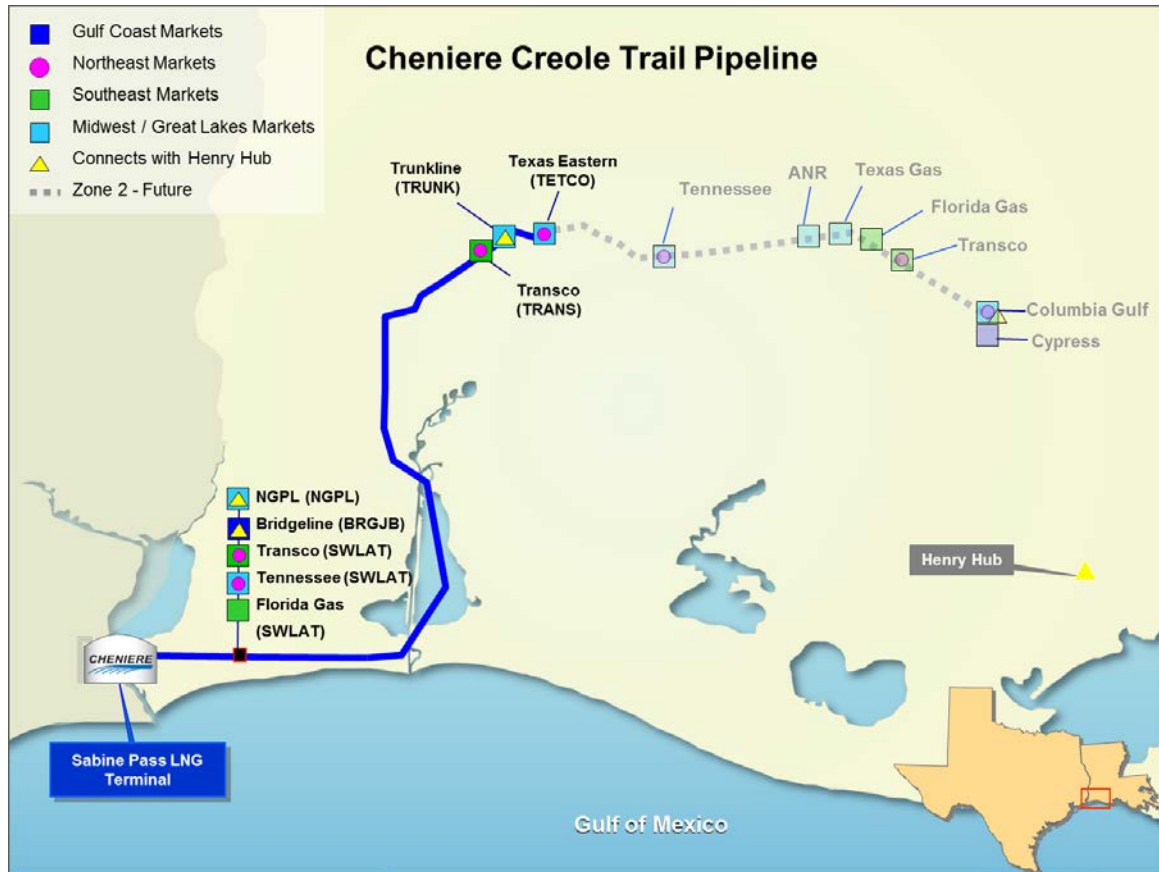 Cheniere Creole Trail Pipeline
Gulf Coast Markets
Northeast Markets
Southeast Markets
Midwest / Great Lakes Markets
Connects with Henry Hub
Zone 2 - Future
Trunkline
(TRUNK)
Texas Eastern
(TETCO)
Transco
(TRANS)
Tennessee
ANR
Texas Gas
Florida Gas
Transco
Columbia Gulf
Cypress
NGPL (NGPL)
Bridgeline (BRGJB)
Transco (SWLAT)
Tennessee (SWLAT)
Florida Gas
(SWLAT)
Henry Hub
CHENIERE
Sabine Pass LNG
Terminal
Gulf of Mexico